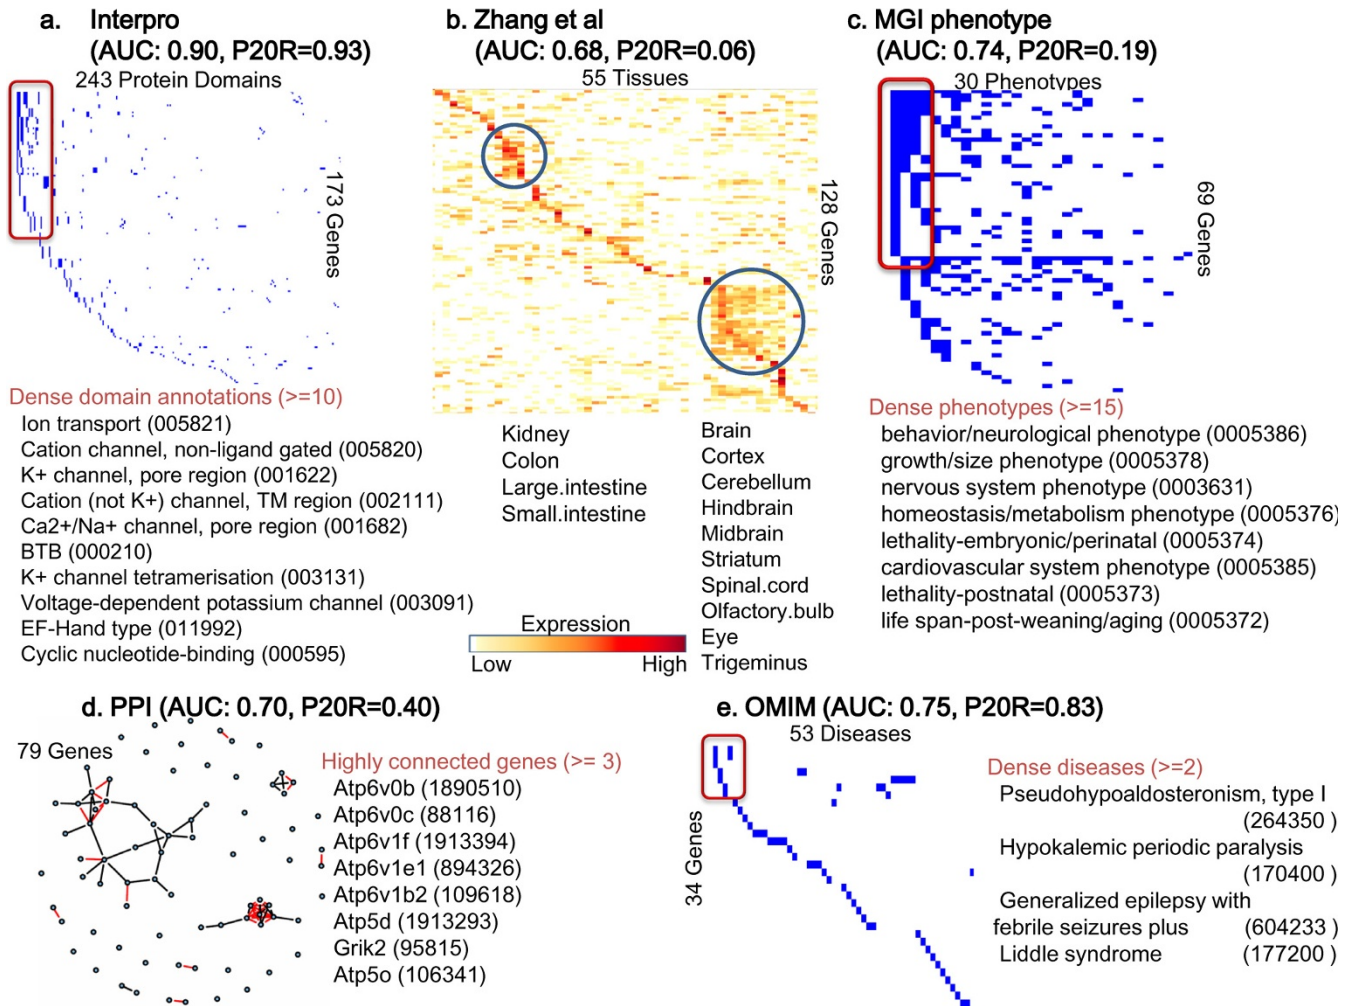 a. Interpro
(AUC: 0.90, P20R=0.93)
243 Protein Domains
173 Genes
Dense domain annotations (>=10)
Ion transport (005821)
Cation channel, non-ligand gated (005820)
K+ channel, pore region (001622)
Cation (not K+) channel, TM region (002111)
Ca2+/Na+ channel, pore region (001682)
BTB (000210)
K+ channel tetramerisation (003131)
Voltage-dependent potassium channel (003091)
EF-Hand type (011992)
Cyclic nucleotide-binding (000595)
b. Zhang et al
(AUC: 0.68, P20R=0.06)
55 Tissues
128 Genes
Kidney
Colon
Large.intestine
Small.intestine
Brain
Cortex
Cerebellum
Hindbrain
Midbrain
Striatum
Spinal.cord
Olfactory.bulb
Eye
Trigeminus
Expression
Low High
c. MGI phenotype
(AUC: 0.74, P20R=0.19)
30 Phenotypes
69 Genes
Dense phenotypes (>=15)
behavior/neurological phenotype (0005386)
growth/size phenotype (0005378)
nervous system phenotype (0003631)
homeostasis/metabolism phenotype (0005376)
lethality-embryonic/perinatal (0005374)
cardiovascular system phenotype (0005385)
lethality-postnatal (0005373)
life span-post-weaning/aging (0005372)
d. PPI (AUC: 0.70, P20R=0.40)
79 Genes
Highly connected genes (>= 3)
Atp6v0b (1890510)
Atp6v0c (88116)
Atp6v1f (1913394)
Atp6v1e1 (894326)
Atp6v1b2 (109618)
Atp5d (1913293)
Grik2 (95815)
Atp5o (106341)
e. OMIM (AUC: 0.75, P20R=0.83)
53 Diseases
34 Genes
Dense diseases (>=2)
Pseudohypoaldosteronism, type I
(264350 )
Hypokalemic periodic paralysis
(170400 )
Generalized epilepsy with
febrile seizures plus (604233 )
Liddle syndrome (177200 )